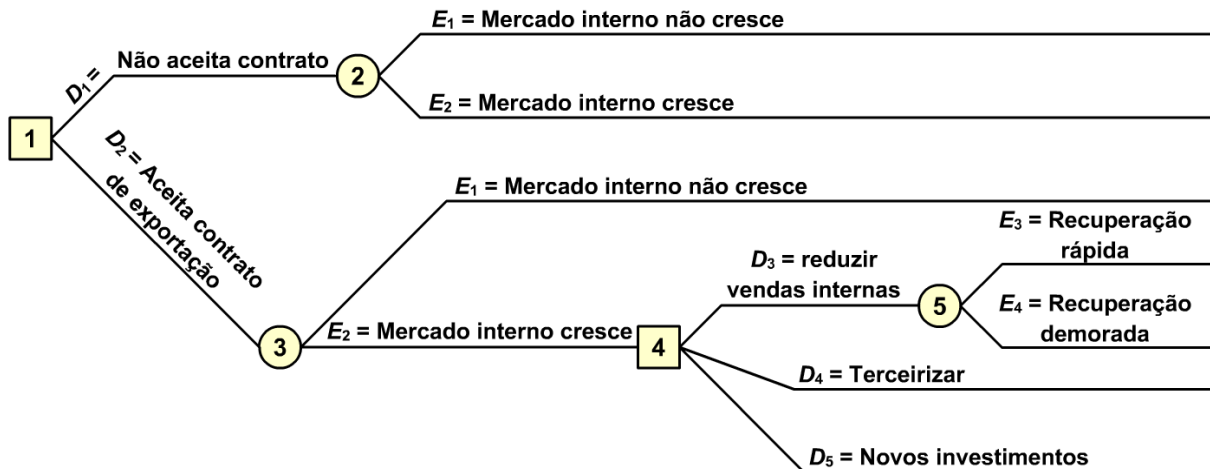 E₁ = Mercado interno não cresce
Não aceita contrato
D₁ =
2
E₂ = Mercado interno cresce
1
D₂ = Aceita contrato
de exportação
E₁ = Mercado interno não cresce
E₃ = Recuperação
rápida
D₃ = reduzir
vendas internas
5
E₄ = Recuperação
demorada
3
E₂ = Mercado interno cresce
4
D₄ = Terceirizar
D₅ = Novos investimentos